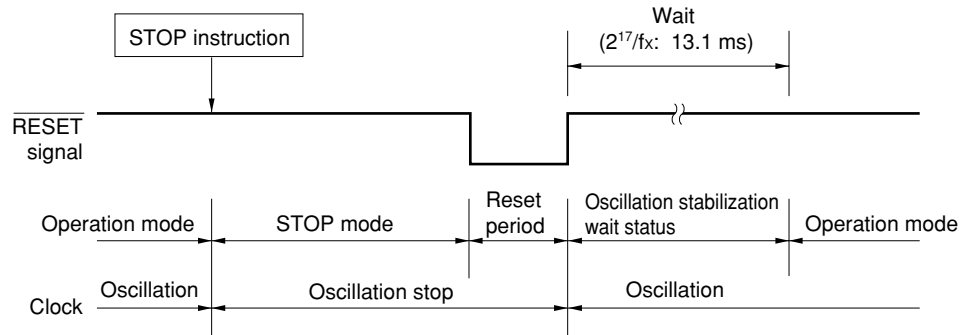 Wait
(2¹⁷/fx: 13.1 ms)
STOP instruction
RESET
signal
Operation mode
STOP mode
Reset
period
Oscillation stabilization
wait status
Operation mode
Clock
Oscillation
Oscillation stop
Oscillation